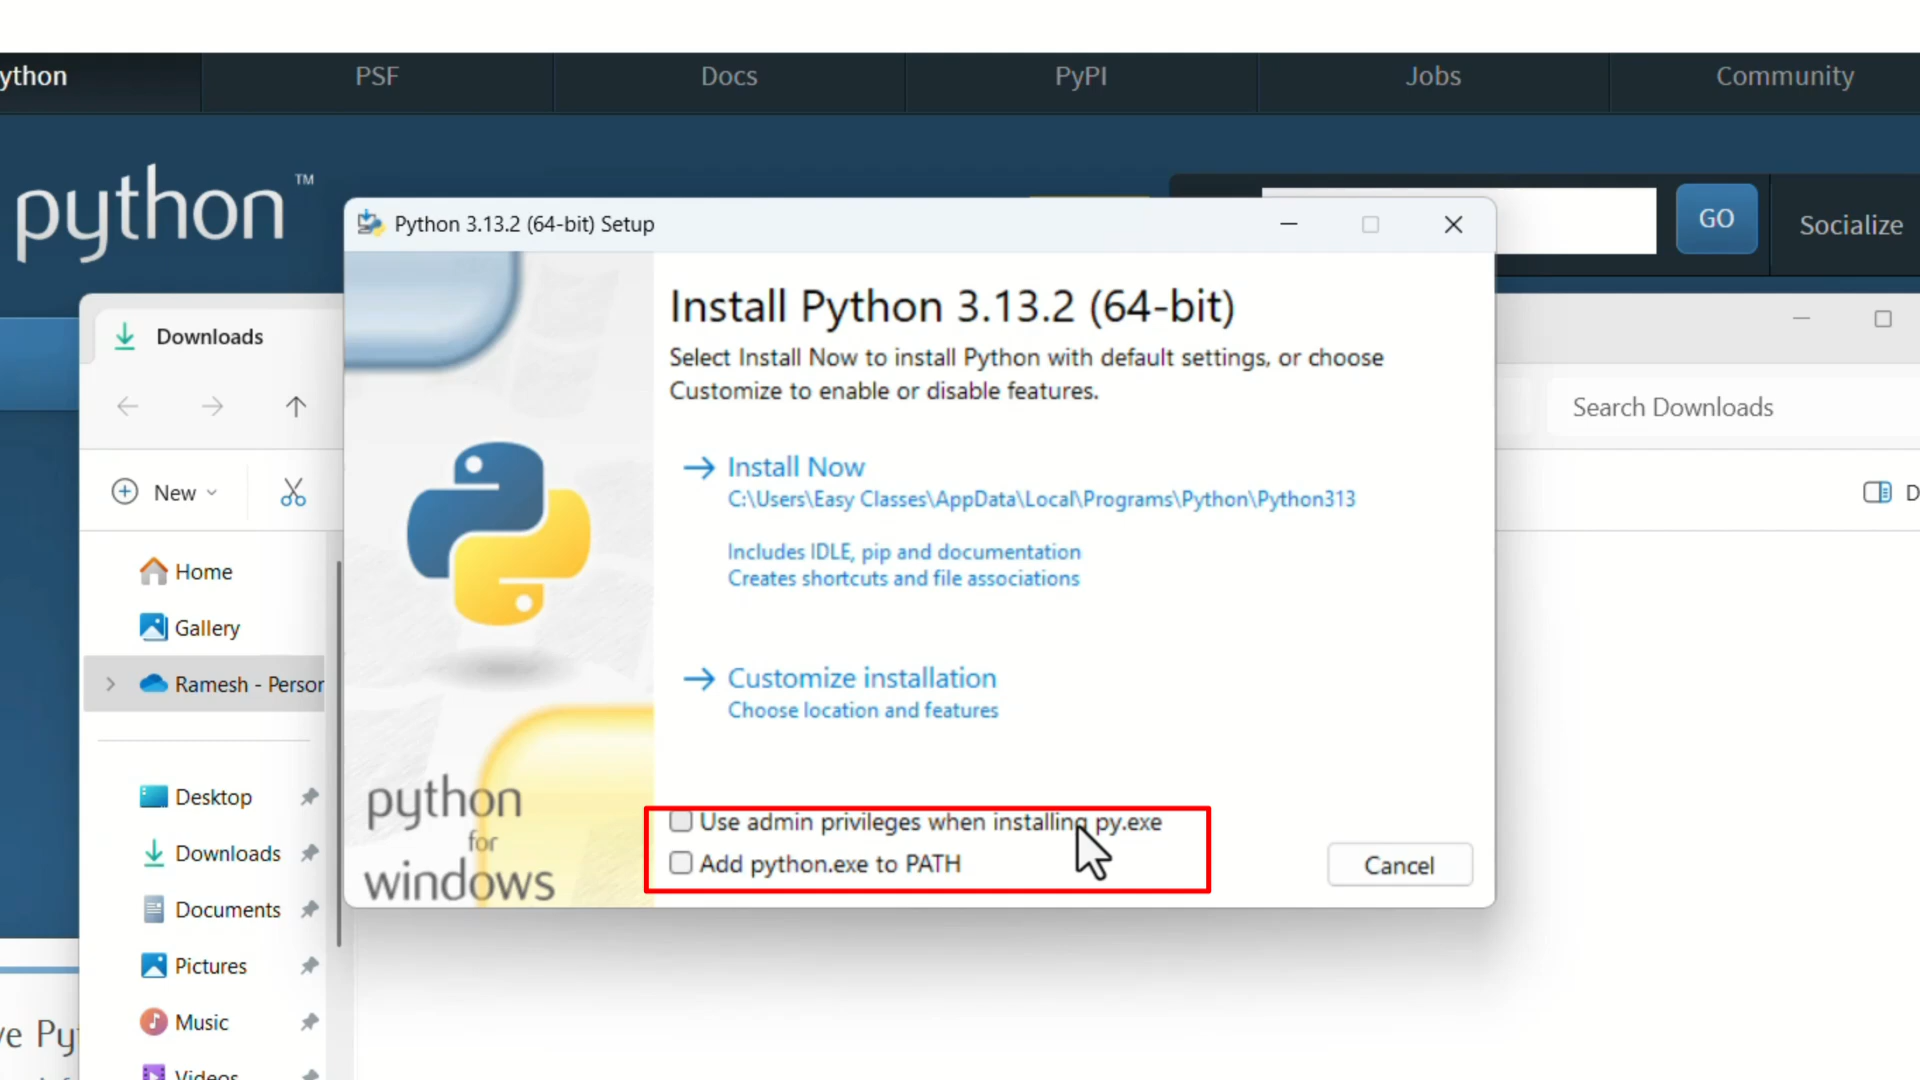 ython
PSF
Docs
PyPI
Jobs
Community
python™
GO
Socialize
Python 3.13.2 (64-bit) Setup
Install Python 3.13.2 (64-bit)
Select Install Now to install Python with default settings, or choose
Customize to enable or disable features.
Install Now
C:\Users\Easy Classes\AppData\Local\Programs\Python\Python313
Includes IDLE, pip and documentation
Creates shortcuts and file associations
Customize installation
Choose location and features
python
for
windows
Use admin privileges when installing py.exe
Add python.exe to PATH
Cancel
Downloads
Search Downloads
New
D
Home
Gallery
Ramesh - Person
Desktop
Downloads
Documents
Pictures
Music
Videos
ve Py